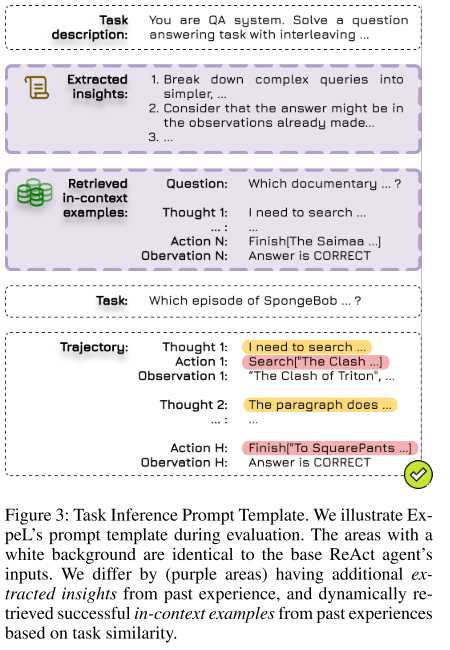 Task description: You are QA system. Solve a question
answering task with interleaving ...
Extracted insights: 1. Break down complex queries into
simpler, ...
2. Consider that the answer might be in
the observations already made...
3. ...
Retrieved in-context examples: Question: Which documentary ... ?
Thought 1: I need to search ...
... : ...
Action N: Finish[The Saimaa ...]
Obervation N: Answer is CORRECT
Task: Which episode of SpongeBob ... ?
Trajectory: Thought 1: I need to search ...
Action 1: Search["The Clash ...]
Observation 1: "The Clash of Triton", ...
Thought 2: The paragraph does ...
... : ...
Action H: Finish["To SquarePants ...]
Obervation H: Answer is CORRECT
Figure 3: Task Inference Prompt Template. We illustrate Ex-
peL's prompt template during evaluation. The areas with a
white background are identical to the base ReAct agent's
inputs. We differ by (purple areas) having additional ex-
tracted insights from past experience, and dynamically re-
trieved successful in-context examples from past experiences
based on task similarity.